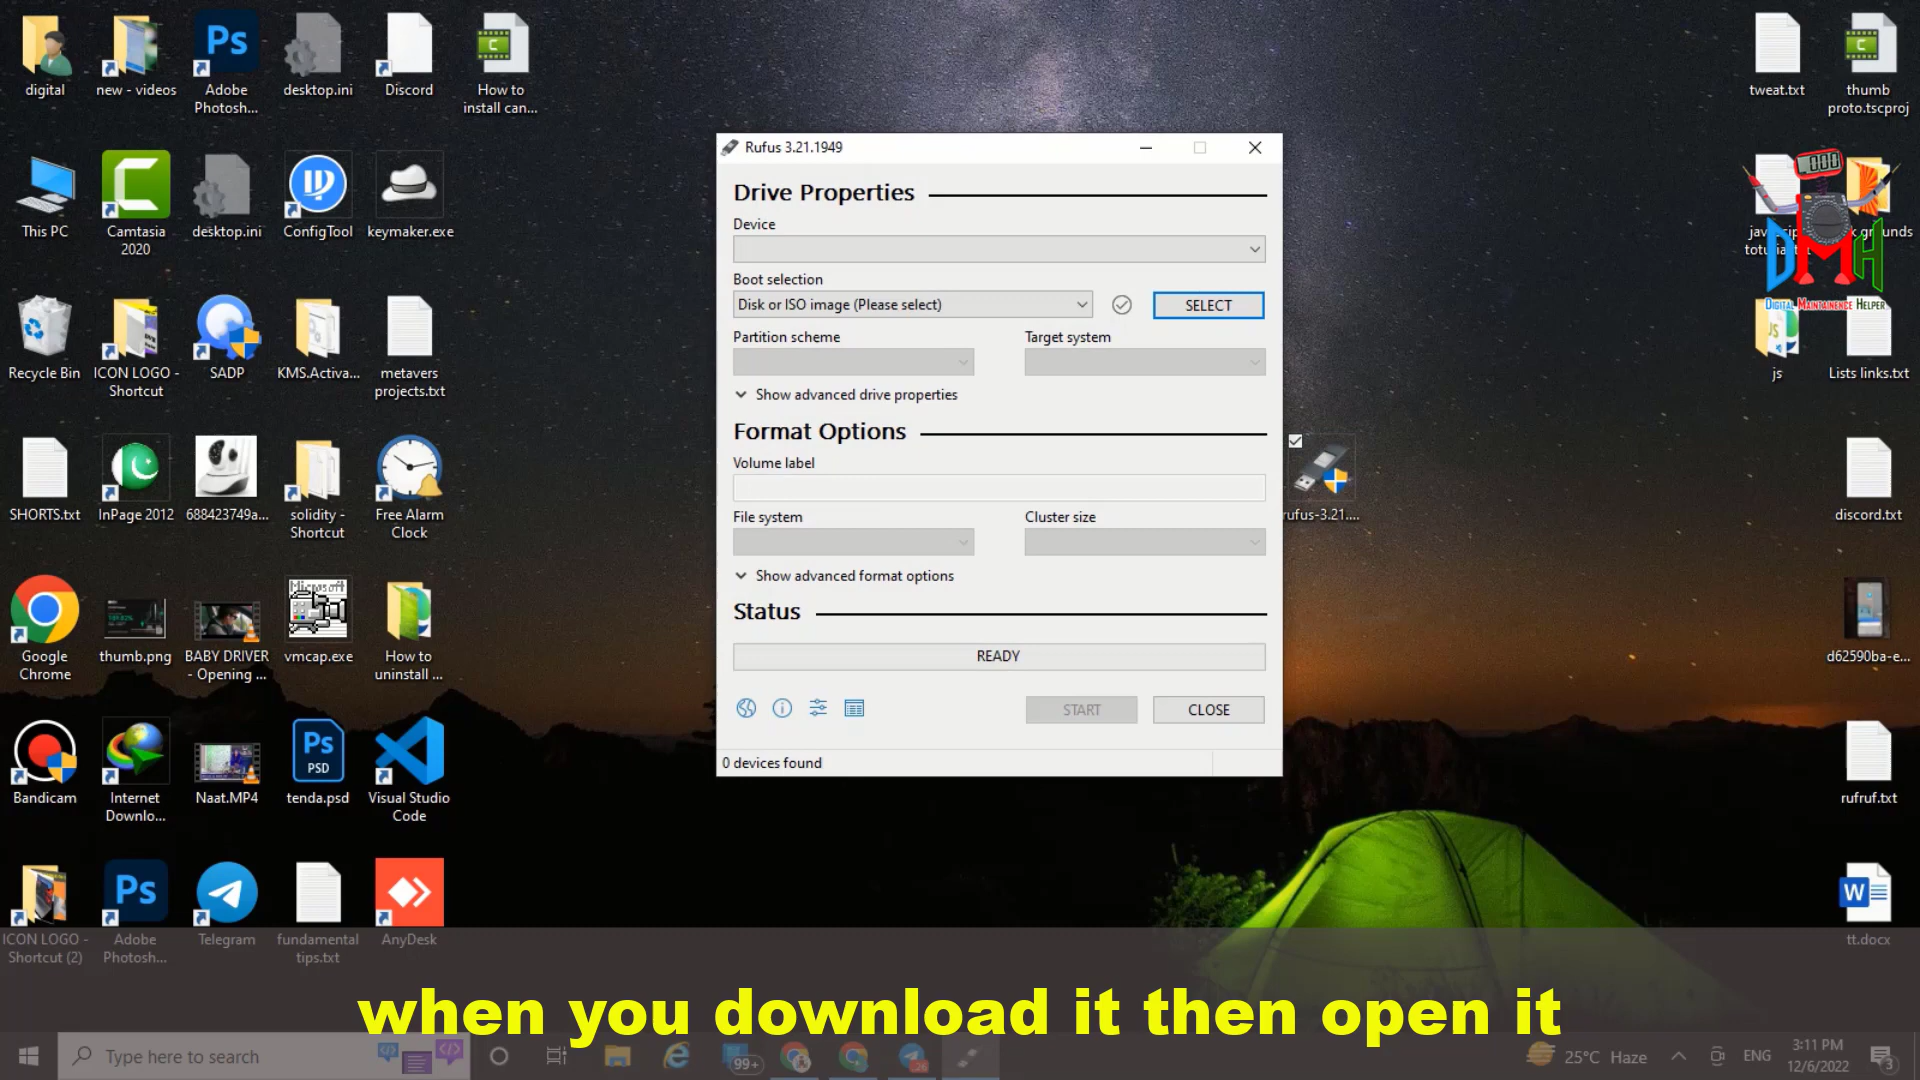 digital
new - videos
Adobe
Photosh...
desktop.ini
Discord
How to
install can...
tweat.txt
thumb
proto.tscproj
This PC
Camtasia
2020
desktop.ini
ConfigTool
keymaker.exe
Recycle Bin
ICON LOGO -
Shortcut
SADP
KMS.Activa...
metavers
projects.txt
DMH
DIGITAL MAINTAINENCE HELPER
js
Lists links.txt
SHORTS.txt
InPage 2012
688423749a...
solidity -
Shortcut
Free Alarm
Clock
rufus-3.21....
discord.txt
Google
Chrome
thumb.png
BABY DRIVER
- Opening ...
Microsoft
vmcap.exe
How to
uninstall ...
d62590ba-e...
Bandicam
Internet
Downlo...
Naat.MP4
tenda.psd
Visual Studio
Code
rufruf.txt
ICON LOGO -
Shortcut (2)
Adobe
Photosh...
Telegram
fundamental
tips.txt
AnyDesk
tt.docx
Rufus 3.21.1949
Drive Properties
Device
Boot selection
Disk or ISO image (Please select)
SELECT
Partition scheme
Target system
Show advanced drive properties
Format Options
Volume label
File system
Cluster size
Show advanced format options
Status
READY
START
CLOSE
0 devices found
when you download it then open it
Type here to search
99+
25°C Haze
ENG
3:11 PM
12/6/2022
3